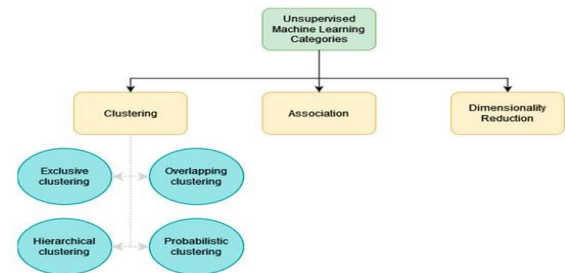 Unsupervised
Machine Learning
Categories
Clustering
Association
Dimensionality
Reduction
Exclusive
clustering
Overlapping
clustering
Hierarchical
clustering
Probabilistic
clustering